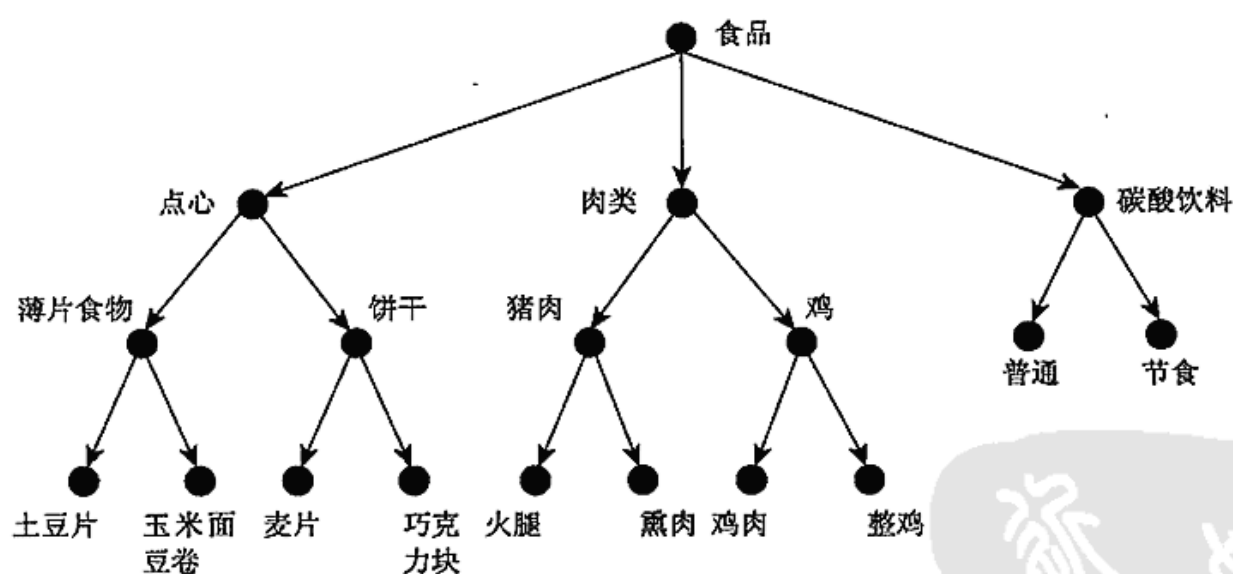 食品
点心
肉类
碳酸饮料
薄片食物
饼干
猪肉
鸡
普通
节食
土豆片
玉米面
豆卷
麦片
巧克
力块
火腿
熏肉
鸡肉
整鸡